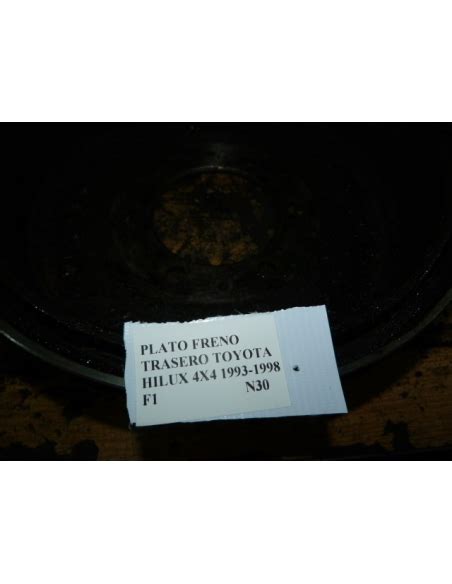 PLATO FRENO
TRASERO TOYOTA
HILUX 4X4 1993-1998
F1 N30